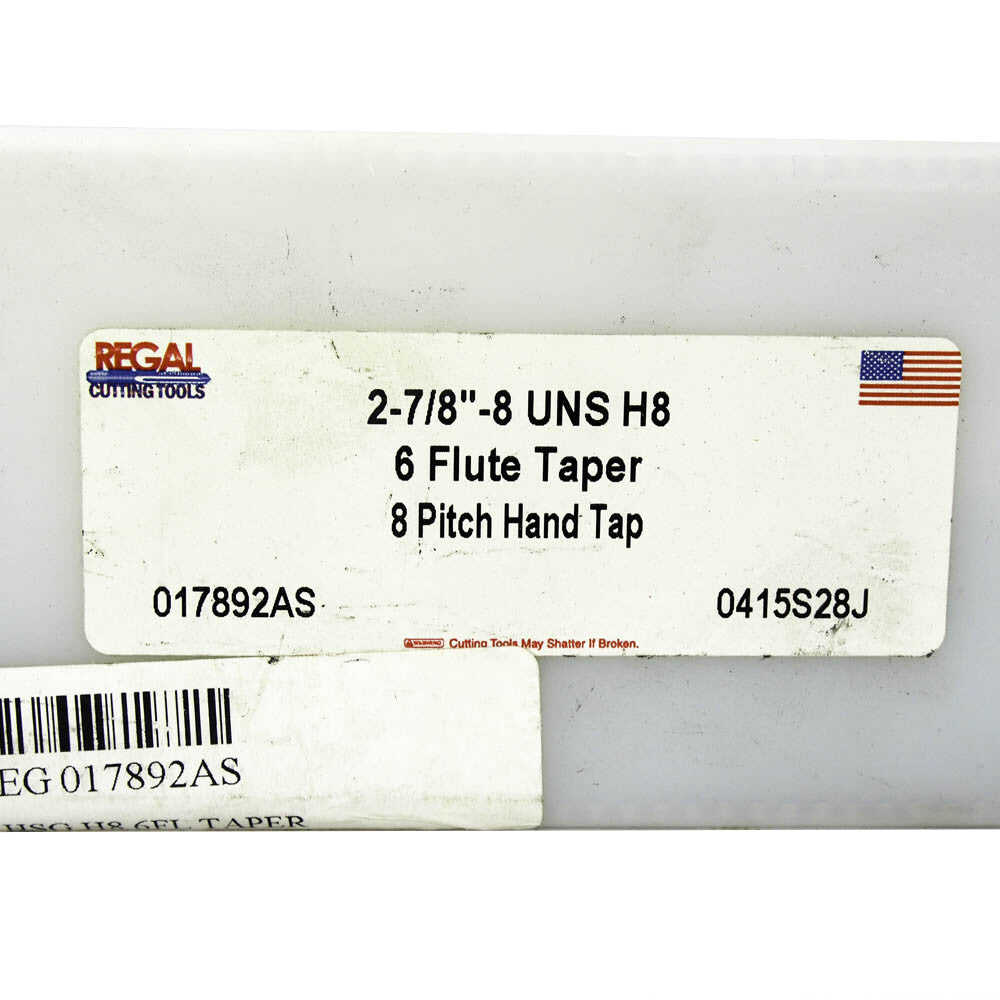 REGAL
CUTTING TOOLS
2-7/8"-8 UNS H8
6 Flute Taper
8 Pitch Hand Tap
017892AS
0415S28J
WARNING Cutting Tools May Shatter If Broken.
EG 017892AS
HSG H8 6FL TAPER